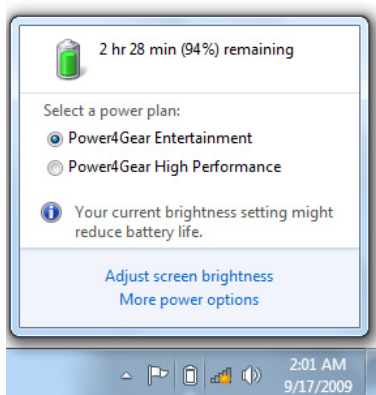 2 hr 28 min (94%) remaining
Select a power plan:
Power4Gear Entertainment
Power4Gear High Performance
Your current brightness setting might
reduce battery life.
Adjust screen brightness
More power options
2:01 AM
9/17/2009